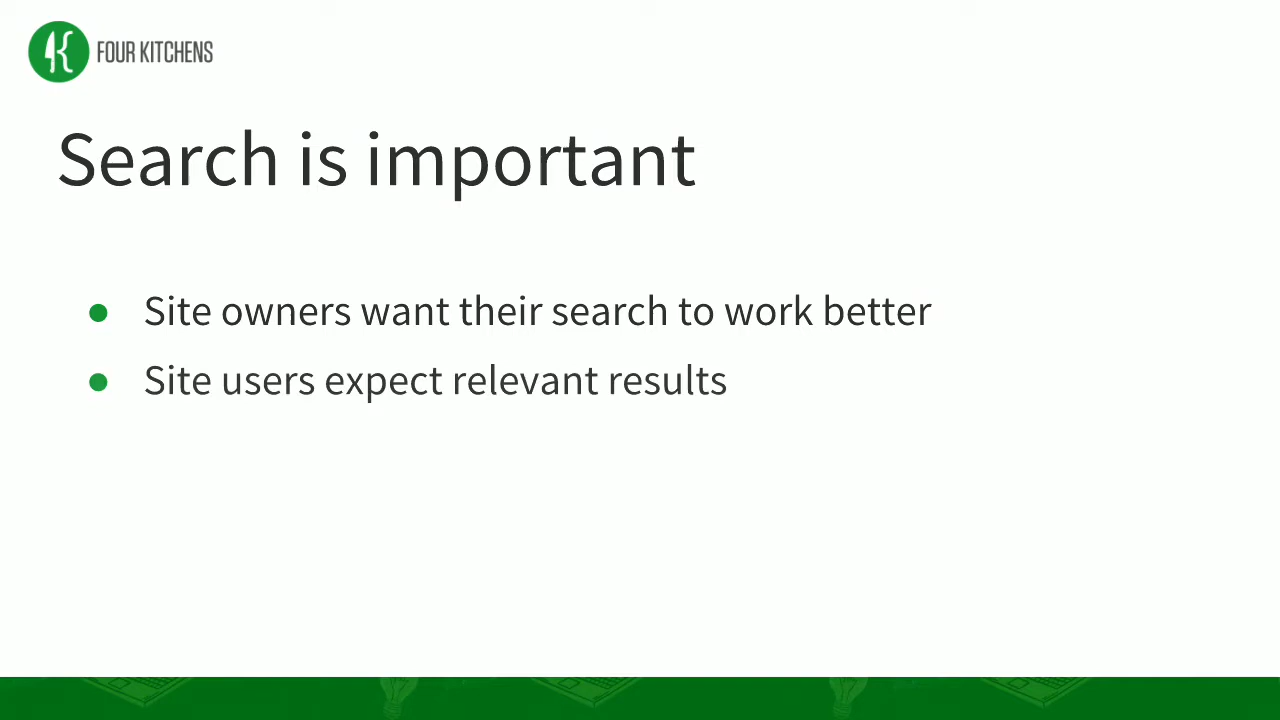 FOUR KITCHENS
Search is important
● Site owners want their search to work better
● Site users expect relevant results